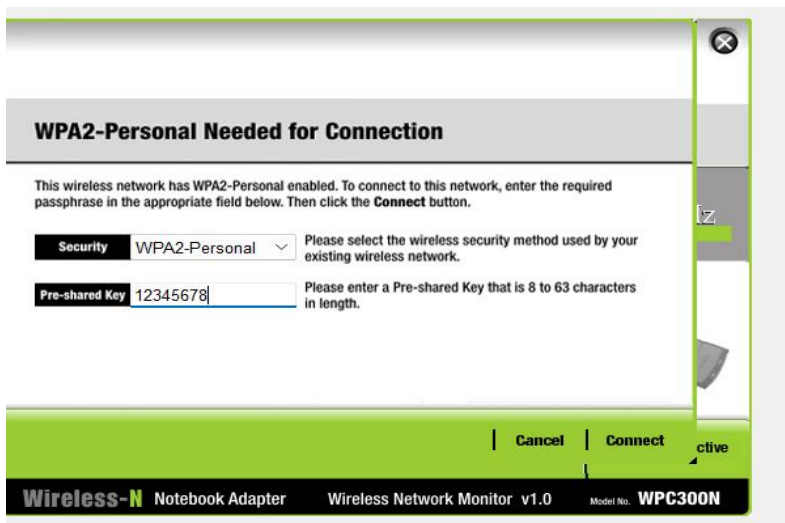 WPA2-Personal Needed for Connection
This wireless network has WPA2-Personal enabled. To connect to this network, enter the required
passphrase in the appropriate field below. Then click the Connect button.
Security WPA2-Personal Please select the wireless security method used by your
existing wireless network.
Pre-shared Key 12345678 Please enter a Pre-shared Key that is 8 to 63 characters
in length.
Iz
Cancel Connect
ctive
Wireless-N Notebook Adapter Wireless Network Monitor v1.0 Model No. WPC300N